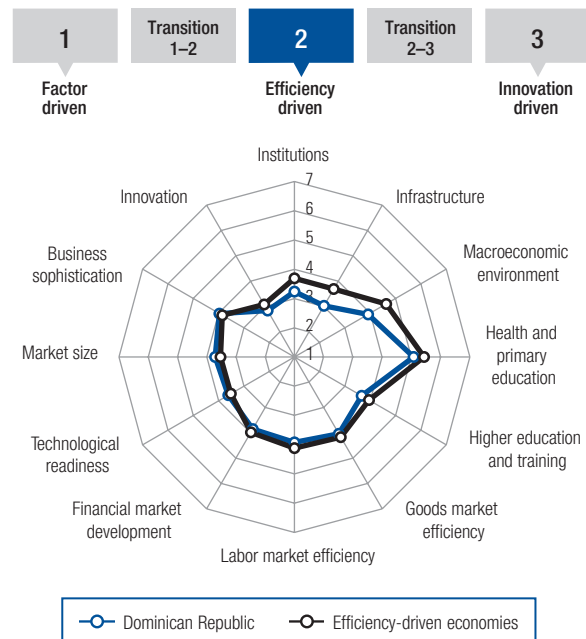 1
Transition
1–2
2
Transition
2–3
3
Factor
driven
Efficiency
driven
Innovation
driven
Institutions
Infrastructure
Macroeconomic
environment
Health and
primary
education
Higher education
and training
Goods market
efficiency
Labor market efficiency
Financial market
development
Technological
readiness
Market size
Business
sophistication
Innovation
7
6
5
4
3
2
1
Dominican Republic
Efficiency-driven economies